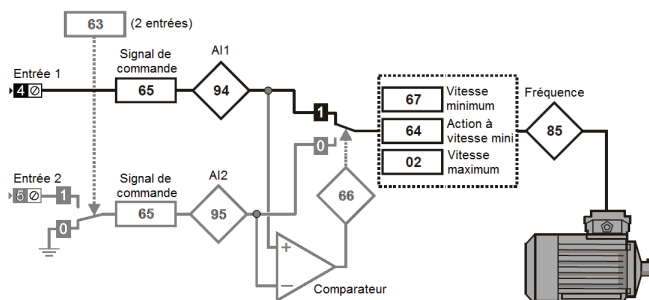 63
(2 entrées)
Entrée 1
4
Signal de
commande
65
AI1
94
1
0
67
Vitesse
minimum
64
Action à
vitesse mini
02
Vitesse
maximum
Fréquence
85
Entrée 2
5
1
0
Signal de
commande
65
AI2
95
66
+
−
Comparateur